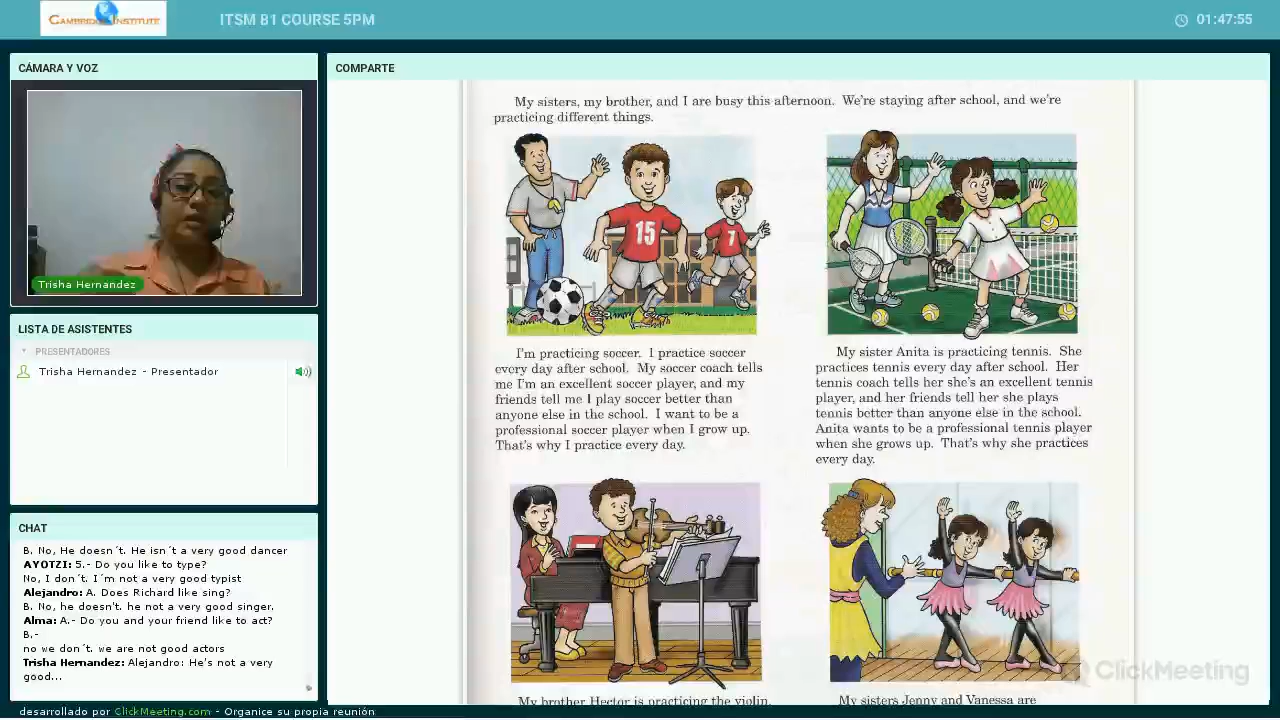 CAMBRIDGE INSTITUTE
ITSM B1 COURSE 5PM
01:47:55
CÁMARA Y VOZ
Trisha Hernandez
LISTA DE ASISTENTES
PRESENTADORES
Trisha Hernandez - Presentador
CHAT
B. No, He doesn´t. He isn´t a very good dancer
AYOTZI: 5.- Do you like to type?
No, I don´t. I´m not a very good typist
Alejandro: A. Does Richard like sing?
B. No, he doesn't. he not a very good singer.
Alma: A.- Do you and your friend like to act?
B.-
no we don´t. we are not good actors
Trisha Hernandez: Alejandro: He's not a very
good...
COMPARTE
My sisters, my brother, and I are busy this afternoon. We're staying after school, and we're
practicing different things.
15
7
I'm practicing soccer. I practice soccer
every day after school. My soccer coach tells
me I'm an excellent soccer player, and my
friends tell me I play soccer better than
anyone else in the school. I want to be a
professional soccer player when I grow up.
That's why I practice every day.
My sister Anita is practicing tennis. She
practices tennis every day after school. Her
tennis coach tells her she's an excellent tennis
player, and her friends tell her she plays
tennis better than anyone else in the school.
Anita wants to be a professional tennis player
when she grows up. That's why she practices
every day.
My brother Hector is practicing the violin.
My sisters Jenny and Vanessa are
ClickMeeting
desarrollado por ClickMeeting.com - Organice su propia reunión